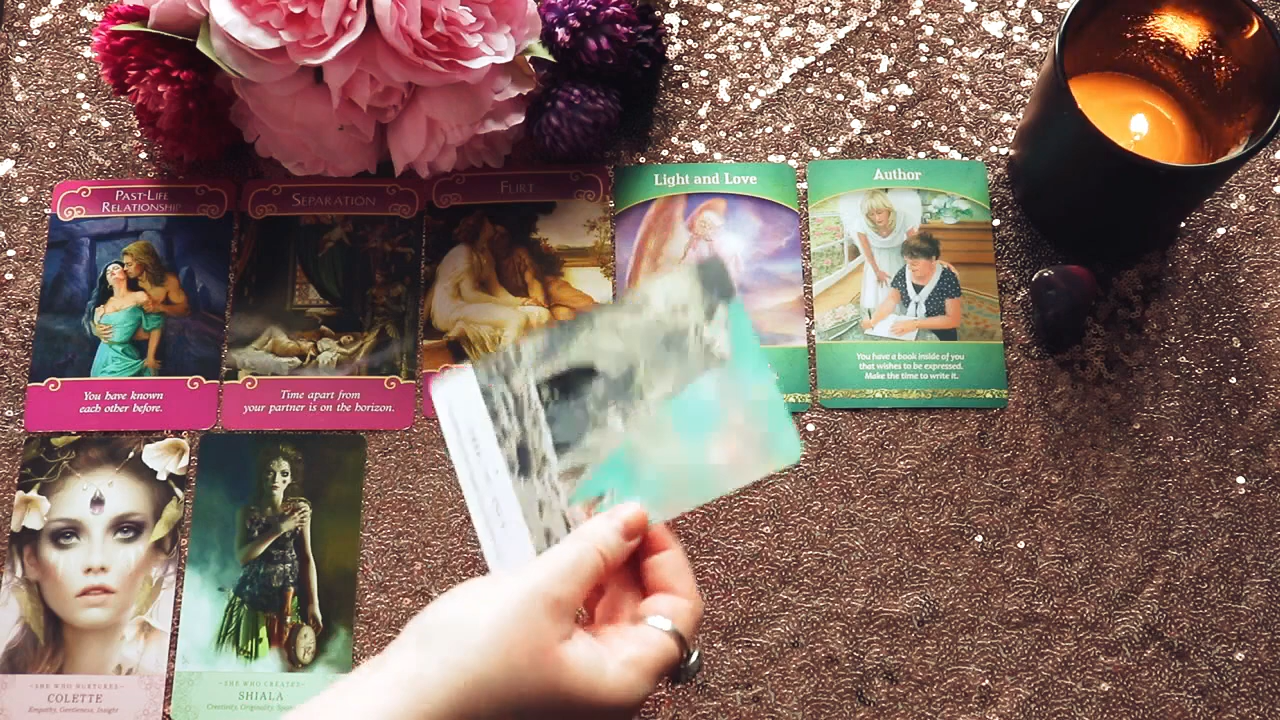 PAST-LIFE
RELATIONSHIP
SEPARATION
FLIRT
Light and Love
Author
You have known
each other before.
Time apart from
your partner is on the horizon.
You have a book inside of you
that wishes to be expressed.
Make the time to write it.
~SHE WHO NURTURES~
COLETTE
Empathy, Gentleness, Insight
~SHE WHO CREATES~
SHIALA
Creativity, Originality,